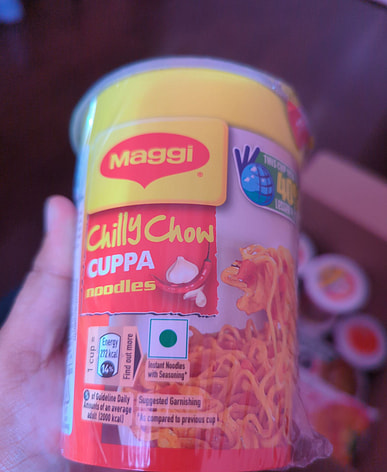 Maggi
®
Chilly Chow
CUPPA
noodles
1 cup =
Energy
272 kcal
14%
Find out more
Instant Noodles
with Seasoning*
% of Guideline Daily
Amounts of an average
adult (2000 kcal)
Suggested Garnishing
*As compared to previous cup